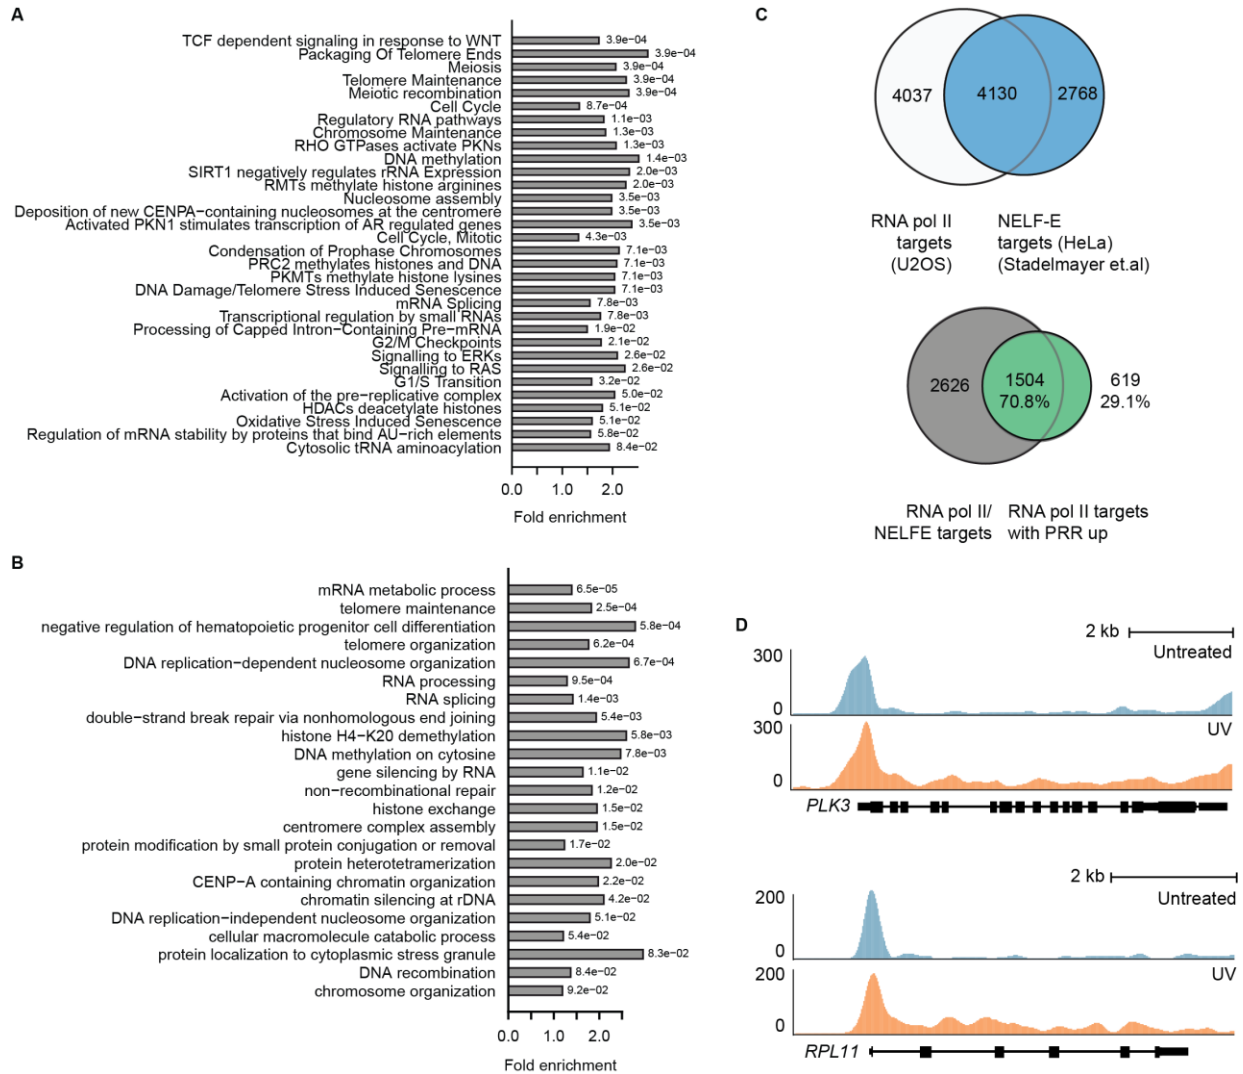 A
TCF dependent signaling in response to WNT 3.9e−04
Packaging Of Telomere Ends 3.9e−04
Meiosis 3.9e−04
Telomere Maintenance 3.9e−04
Meiotic recombination 3.9e−04
Cell Cycle 8.7e−04
Regulatory RNA pathways 1.1e−03
Chromosome Maintenance 1.3e−03
RHO GTPases activate PKNs 1.3e−03
DNA methylation 1.4e−03
SIRT1 negatively regulates rRNA Expression 2.0e−03
RMTs methylate histone arginines 2.0e−03
Nucleosome assembly 3.5e−03
Deposition of new CENPA−containing nucleosomes at the centromere 3.5e−03
Activated PKN1 stimulates transcription of AR regulated genes 3.5e−03
Cell Cycle, Mitotic 4.3e−03
Condensation of Prophase Chromosomes 7.1e−03
PRC2 methylates histones and DNA 7.1e−03
PKMTs methylate histone lysines 7.1e−03
DNA Damage/Telomere Stress Induced Senescence 7.1e−03
mRNA Splicing 7.8e−03
Transcriptional regulation by small RNAs 7.8e−03
Processing of Capped Intron−Containing Pre−mRNA 1.9e−02
G2/M Checkpoints 2.1e−02
Signalling to ERKs 2.6e−02
Signalling to RAS 2.6e−02
G1/S Transition 3.2e−02
Activation of the pre−replicative complex 5.0e−02
HDACs deacetylate histones 5.1e−02
Oxidative Stress Induced Senescence 5.1e−02
Regulation of mRNA stability by proteins that bind AU−rich elements 5.8e−02
Cytosolic tRNA aminoacylation 8.4e−02
0.0 1.0 2.0
Fold enrichment
B
mRNA metabolic process 6.5e−05
telomere maintenance 2.5e−04
negative regulation of hematopoietic progenitor cell differentiation 5.8e−04
telomere organization 6.2e−04
DNA replication−dependent nucleosome organization 6.7e−04
RNA processing 9.5e−04
RNA splicing 1.4e−03
double−strand break repair via nonhomologous end joining 5.4e−03
histone H4−K20 demethylation 5.8e−03
DNA methylation on cytosine 7.8e−03
gene silencing by RNA 1.1e−02
non−recombinational repair 1.2e−02
histone exchange 1.5e−02
centromere complex assembly 1.5e−02
protein modification by small protein conjugation or removal 1.7e−02
protein heterotetramerization 2.0e−02
CENP−A containing chromatin organization 2.2e−02
chromatin silencing at rDNA 4.2e−02
DNA replication−independent nucleosome organization 5.1e−02
cellular macromolecule catabolic process 5.4e−02
protein localization to cytoplasmic stress granule 8.3e−02
DNA recombination 8.4e−02
chromosome organization 9.2e−02
0.0 1.0 2.0
Fold enrichment
C
4037 4130 2768
RNA pol II
targets
(U2OS)
NELF-E
targets (HeLa)
(Stadelmayer et.al)
2626
1504
70.8%
619
29.1%
RNA pol II/
NELFE targets
RNA pol II targets
with PRR up
D
2 kb
Untreated
300
0
UV
300
0
PLK3
2 kb
Untreated
200
0
UV
200
0
RPL11